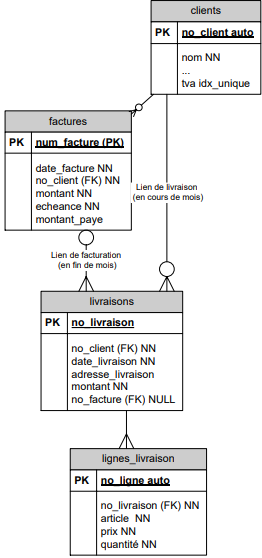 clients
PK no_client auto
nom NN
...
tva idx_unique
factures
PK num_facture (PK)
date_facture NN
no_client (FK) NN
montant NN
echeance NN
montant_paye
Lien de livraison
(en cours de mois)
Lien de facturation
(en fin de mois)
livraisons
PK no_livraison
no_client (FK) NN
date_livraison NN
adresse_livraison
montant NN
no_facture (FK) NULL
lignes_livraison
PK no_ligne auto
no_livraison (FK) NN
article NN
prix NN
quantité NN